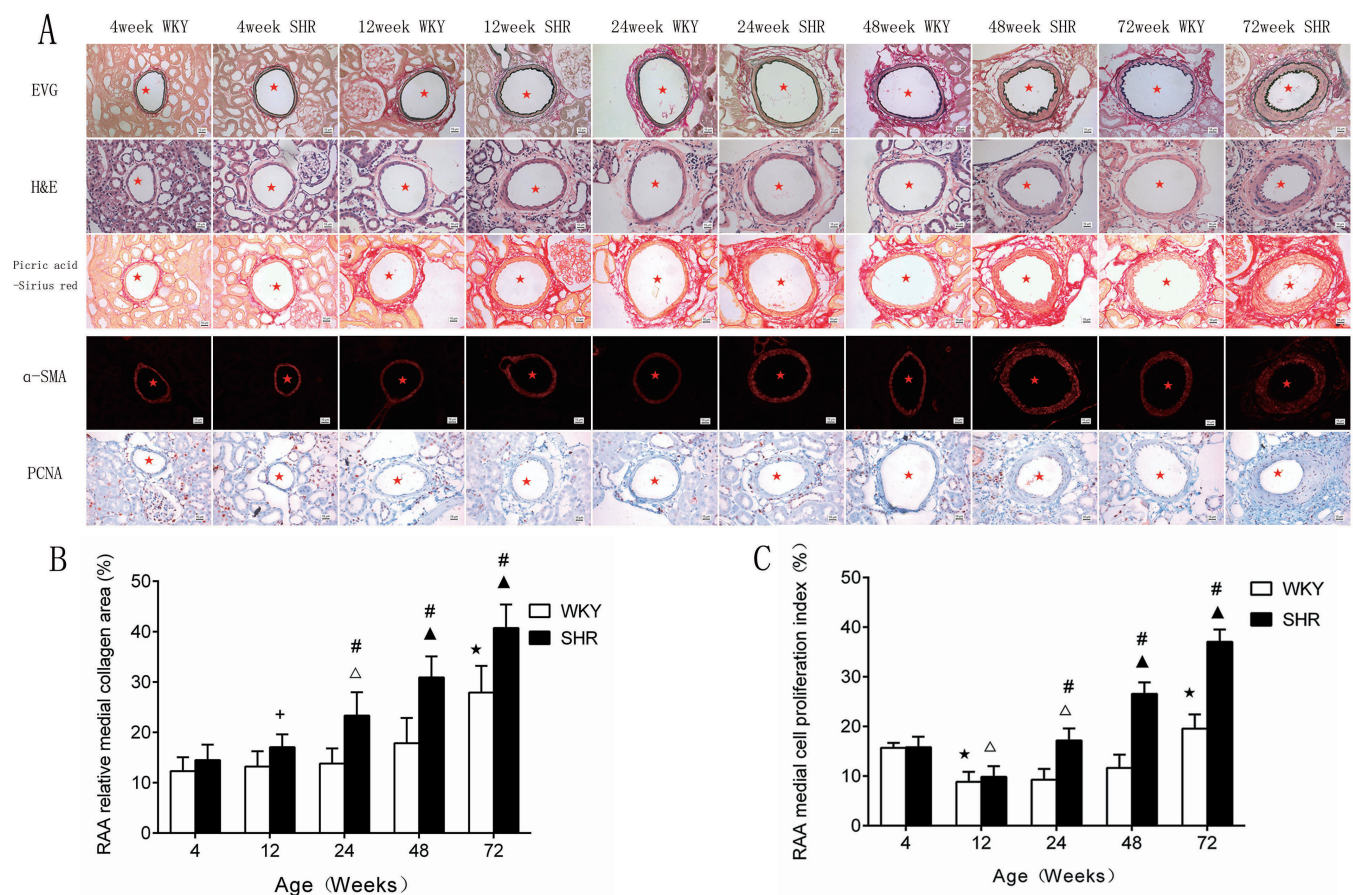 A
4week WKY 4week SHR 12week WKY 12week SHR 24week WKY 24week SHR 48week WKY 48week SHR 72week WKY 72week SHR
EVG
H&E
Picric acid
-Sirius red
α-SMA
PCNA
B
RAA relative medial collagen area (%)
50
40
30
20
10
0
+
#
△
#
▲
★
#
▲
WKY
SHR
4 12 24 48 72
Age (Weeks)
C
RAA medial cell proliferation index (%)
50
40
30
20
10
0
★
△
#
△
#
▲
★
#
▲
WKY
SHR
4 12 24 48 72
Age (Weeks)